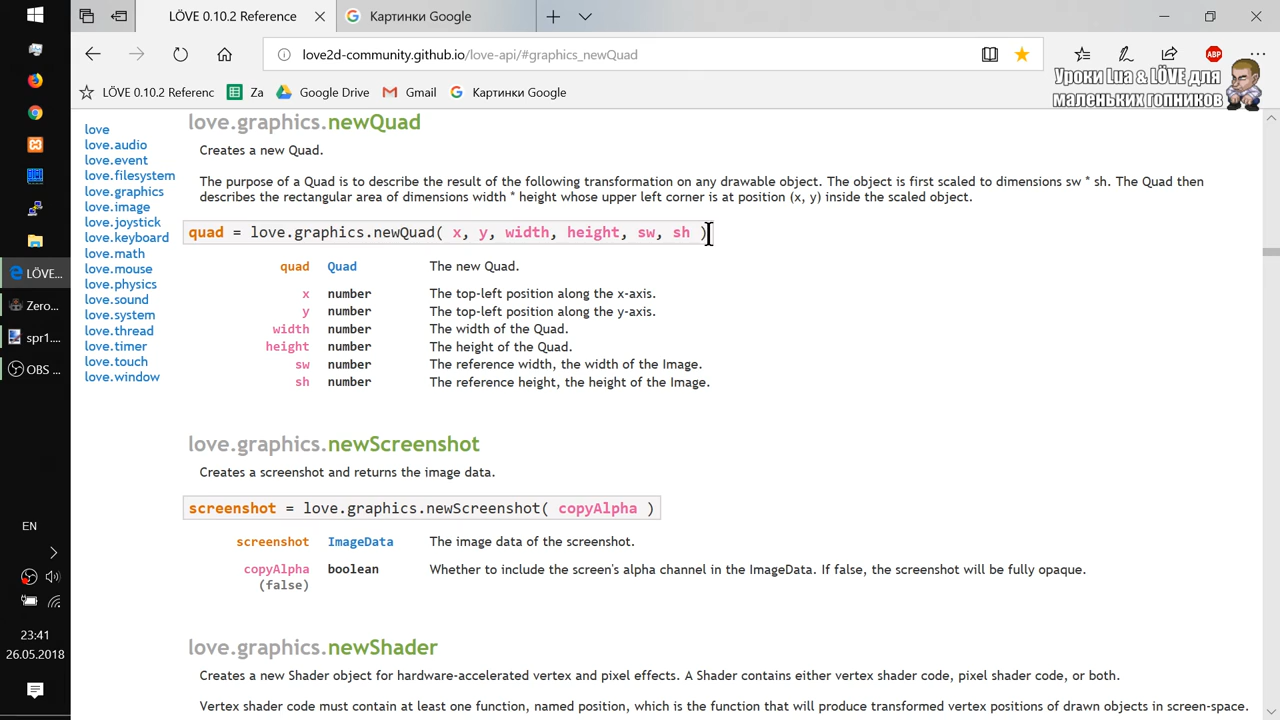 LÖVE 0.10.2 Reference
Картинки Google
love2d-community.github.io/love-api/#graphics_newQuad
ABP
LÖVE 0.10.2 Referenc
Za
Google Drive
Gmail
Картинки Google
Уроки Lua & LÖVE для
маленьких гопников
love
love.audio
love.event
love.filesystem
love.graphics
love.image
love.joystick
love.keyboard
love.math
love.mouse
love.physics
love.sound
love.system
love.thread
love.timer
love.touch
love.window
love.graphics.newQuad
Creates a new Quad.
The purpose of a Quad is to describe the result of the following transformation on any drawable object. The object is first scaled to dimensions sw * sh. The Quad then
describes the rectangular area of dimensions width * height whose upper left corner is at position (x, y) inside the scaled object.
quad = love.graphics.newQuad( x, y, width, height, sw, sh )
quad Quad The new Quad.
x number The top-left position along the x-axis.
y number The top-left position along the y-axis.
width number The width of the Quad.
height number The height of the Quad.
sw number The reference width, the width of the Image.
sh number The reference height, the height of the Image.
love.graphics.newScreenshot
Creates a screenshot and returns the image data.
screenshot = love.graphics.newScreenshot( copyAlpha )
screenshot ImageData The image data of the screenshot.
copyAlpha boolean Whether to include the screen's alpha channel in the ImageData. If false, the screenshot will be fully opaque.
(false)
love.graphics.newShader
Creates a new Shader object for hardware-accelerated vertex and pixel effects. A Shader contains either vertex shader code, pixel shader code, or both.
Vertex shader code must contain at least one function, named position, which is the function that will produce transformed vertex positions of drawn objects in screen-space.
LÖVE...
Zero...
spr1....
OBS ...
EN
23:41
26.05.2018